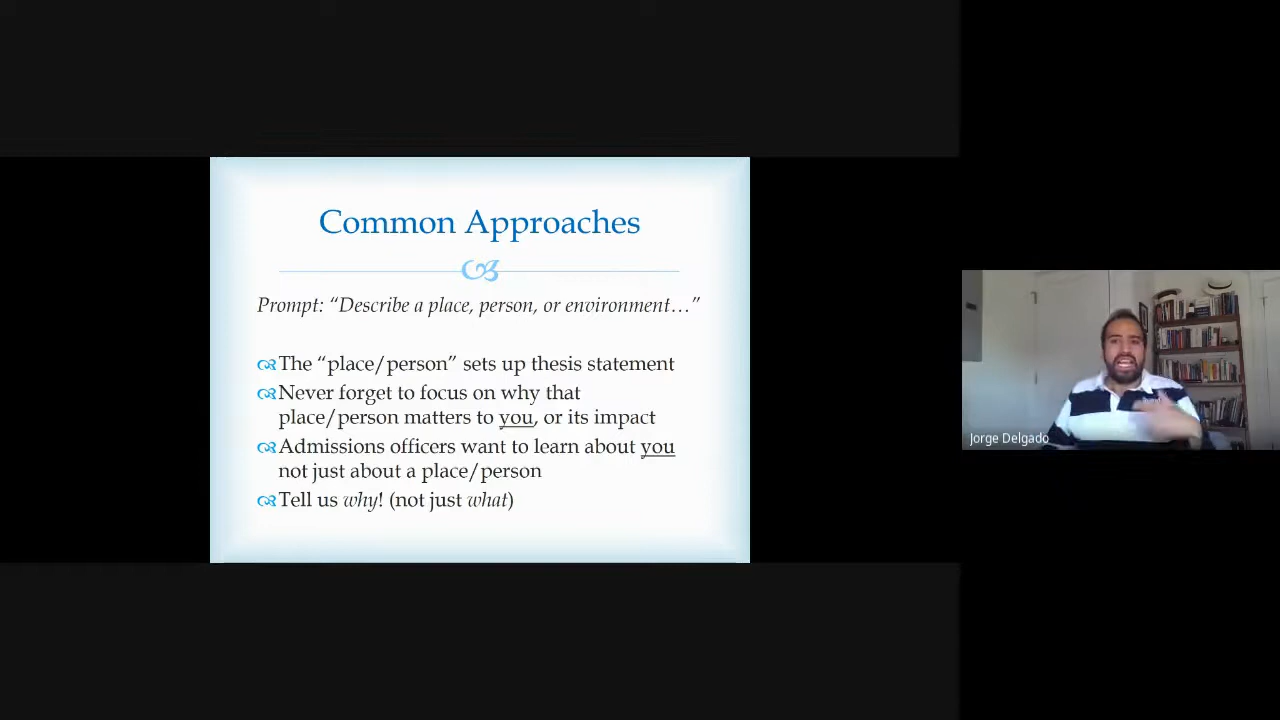 Common Approaches
Prompt: “Describe a place, person, or environment…”
The “place/person” sets up thesis statement
Never forget to focus on why that
place/person matters to you, or its impact
Admissions officers want to learn about you
not just about a place/person
Tell us why! (not just what)
Jorge Delgado